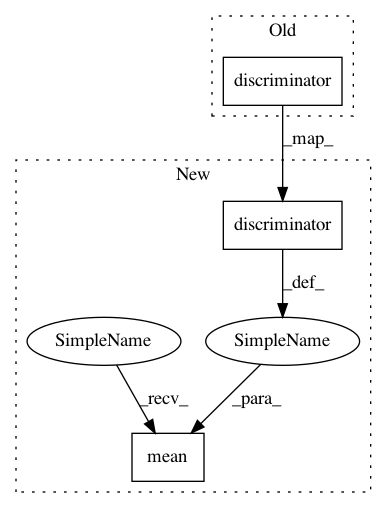 Old
discriminator
_map_
New
discriminator
_def_
SimpleName
SimpleName
_recv_
_para_
mean